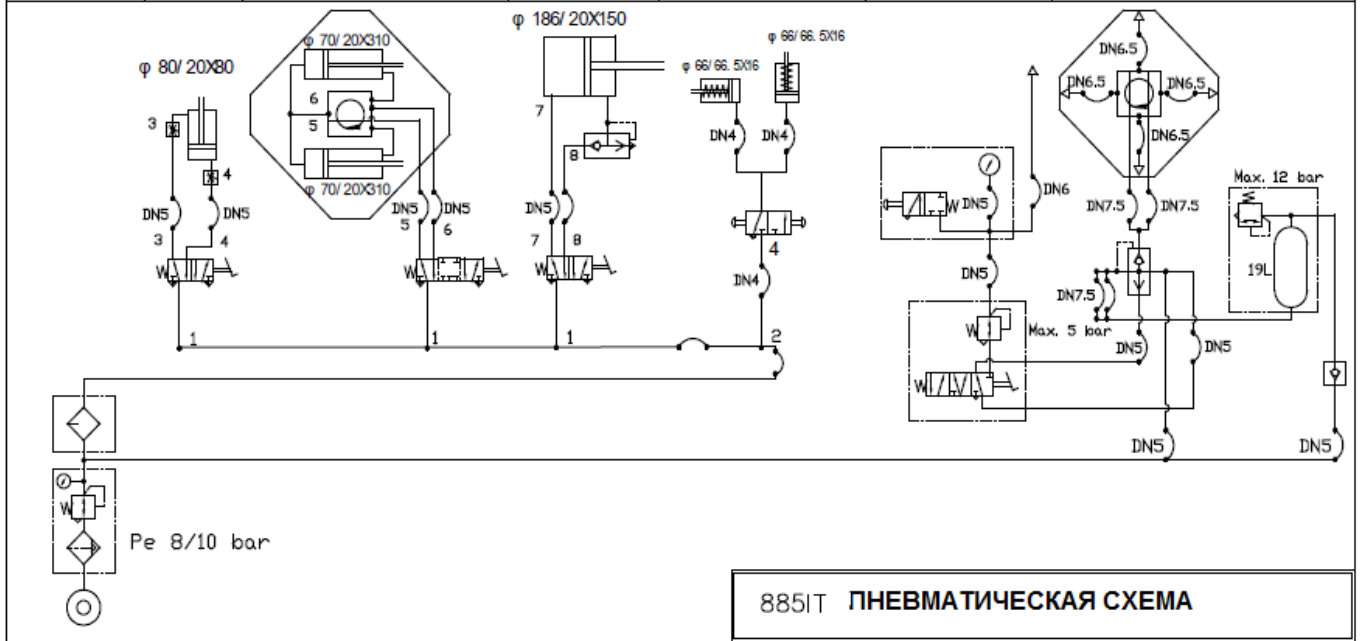 φ 80/ 20X80
φ 70/ 20X310
φ 186/ 20X150
φ 66/ 66. 5X16
φ 66/ 66. 5X16
DN6.5
DN6.5
DN6.5
DN6.5
3
6
5
7
4
φ 70/ 20X310
8
DN4
DN4
DN5
DN5
DN5
DN5
DN5
DN5
DN6
DN7.5
DN7.5
Max. 12 bar
3
4
5
6
7
8
4
W
W
W
W
W
19L
DN4
DN5
DN7.5
1
1
1
2
W
Max. 5 bar
DN5
DN5
W
DN5
DN5
W
Pe 8/10 bar
885IT ПНЕВМАТИЧЕСКАЯ СХЕМА